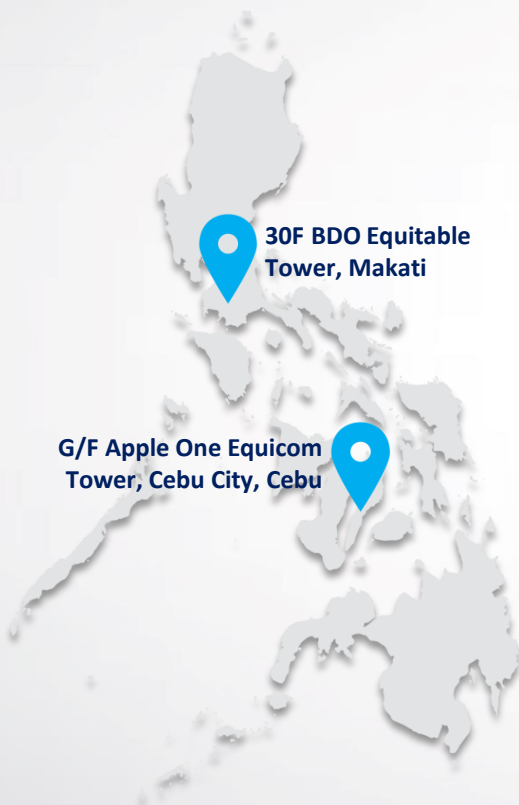 30F BDO Equitable
Tower, Makati
G/F Apple One Equicom
Tower, Cebu City, Cebu